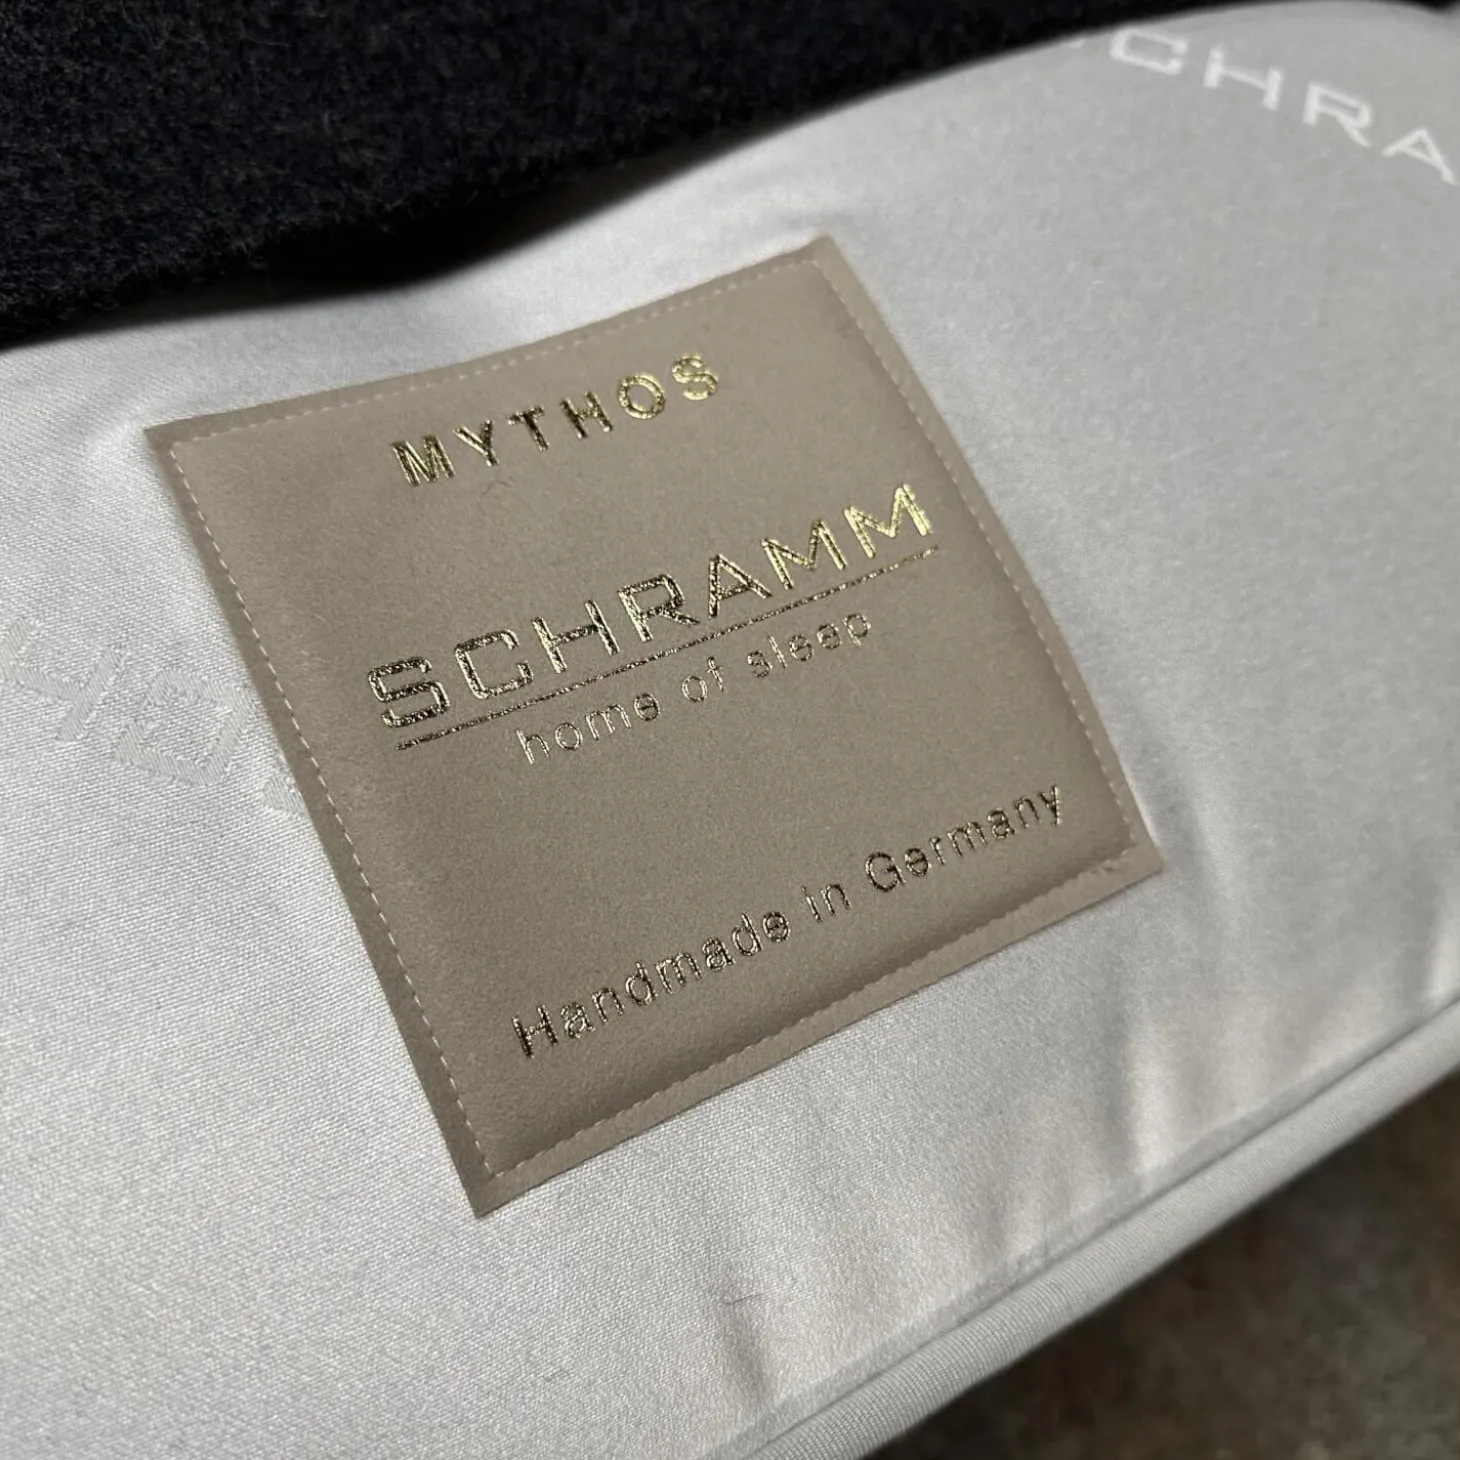 SCHRA
MYTHOS
SCHRAMM
home of sleep
Handmade in Germany